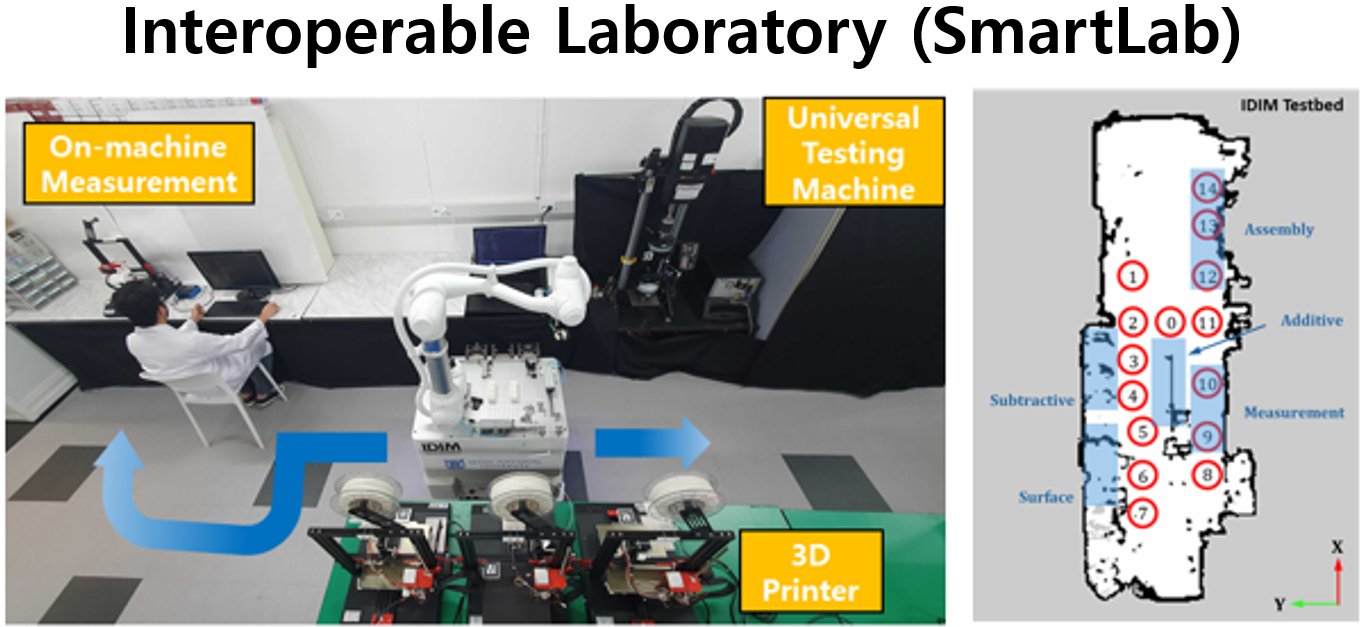 Interoperable Laboratory (SmartLab)
On-machine
Measurement
Universal
Testing
Machine
IDIM
3D
Printer
IDIM Testbed
14
13
Assembly
12
1
2
0
11
Additive
3
10
4
Subtractive
Measurement
5
9
6
8
Surface
7
X
Y